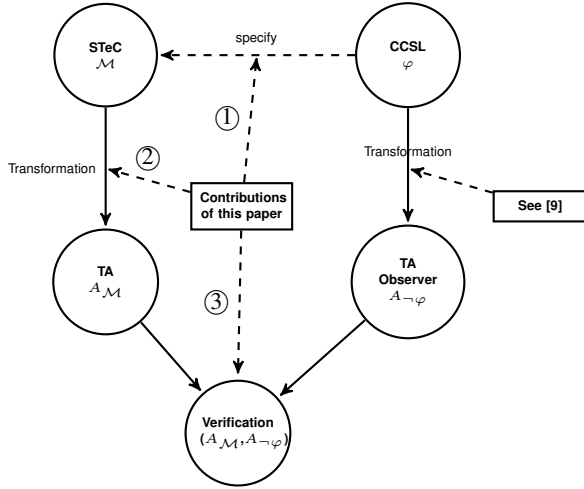 STeC
ℳ
specify
CCSL
φ
①
Transformation
②
Transformation
Contributions
of this paper
See [9]
TA
Aℳ
③
TA
Observer
A¬φ
Verification
(Aℳ,A¬φ)